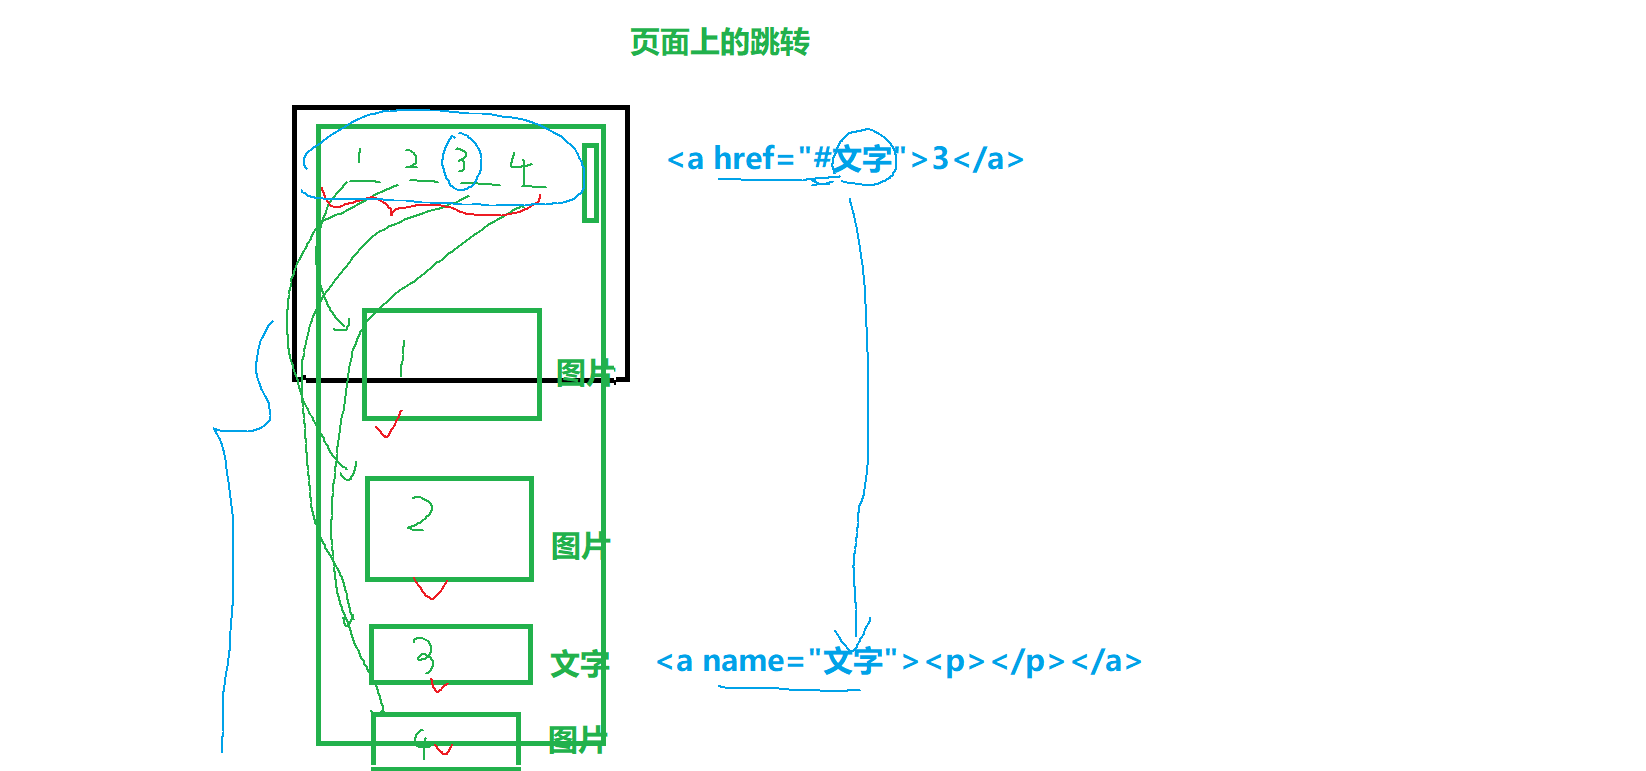 页面上的跳转
1 2 3 4
<a href="#文字">3</a>
1
图片
2
图片
3
文字
<a name="文字"><p></p></a>
4
图片